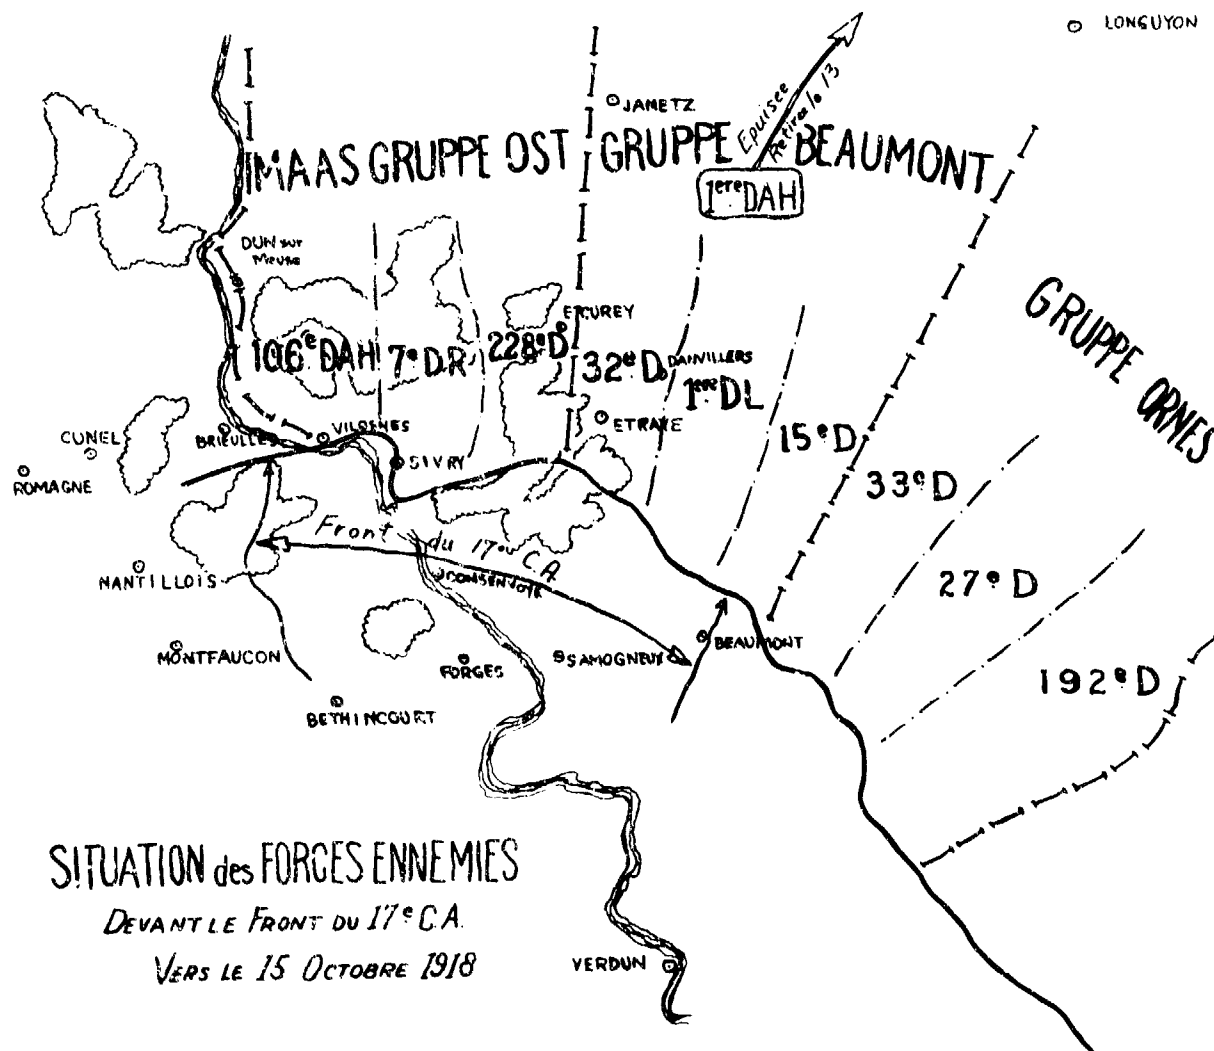 LONGUYON
JANETZ
Epuisee
Retiree le 13
MAAS GRUPPE OST
GRUPPE BEAUMONT
1ere DAH
DUN sur
Meuse
GRUPPE ORNES
ECUREY
106e DAH
7e D.R
228e D
32e D
DAINVILLERS
1ere DL
15e D
33e D
27e D
192e D
CUNEL
BRIEULLES
VILOSNES
ETRAYE
SIVRY
ROMAGNE
Front du 17e C.A.
NANTILLOIS
CONSENVOYE
MONTFAUCON
FORGES
SAMOGNEUX
BEAUMONT
BETHINCOURT
SITUATION des FORCES ENNEMIES
DEVANT LE FRONT DU 17e C.A.
VERS LE 15 OCTOBRE 1918
VERDUN